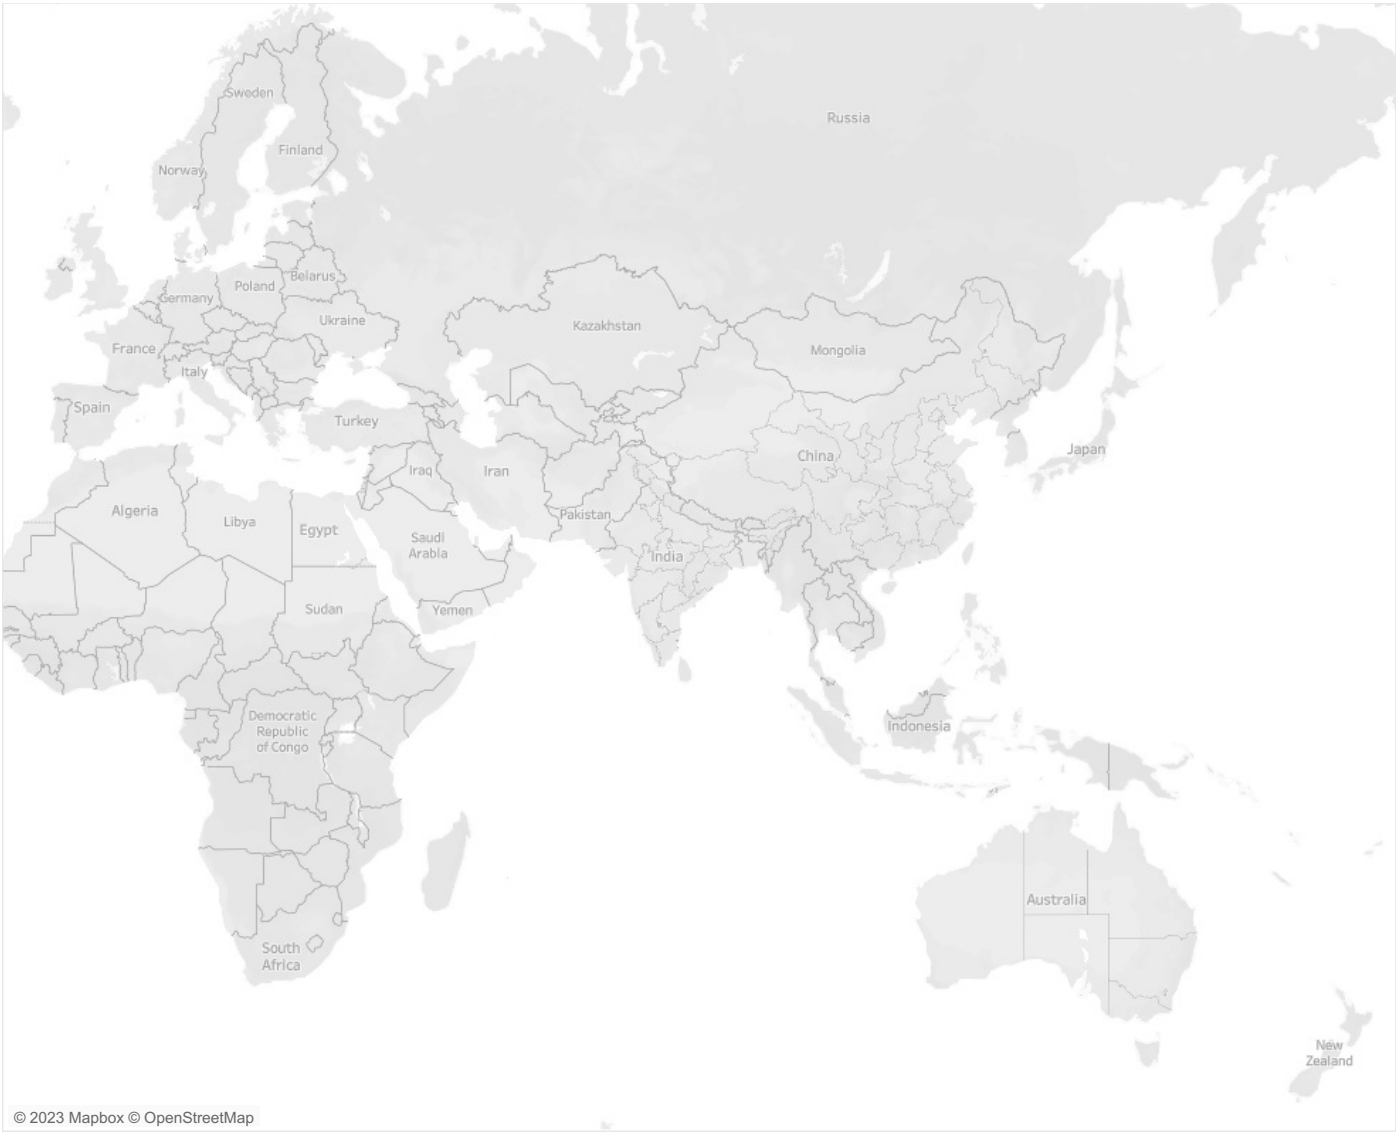 Sweden
Russia
Finland
Norway
Belarus
Poland
Germany
Ukraine
Kazakhstan
France
Mongolia
Italy
Spain
Turkey
Japan
China
Iraq
Iran
Algeria
Pakistan
Libya
Egypt
Saudi
Arabia
India
Sudan
Yemen
Democratic
Republic
of Congo
Indonesia
Australia
South
Africa
New
Zealand
© 2023 Mapbox © OpenStreetMap